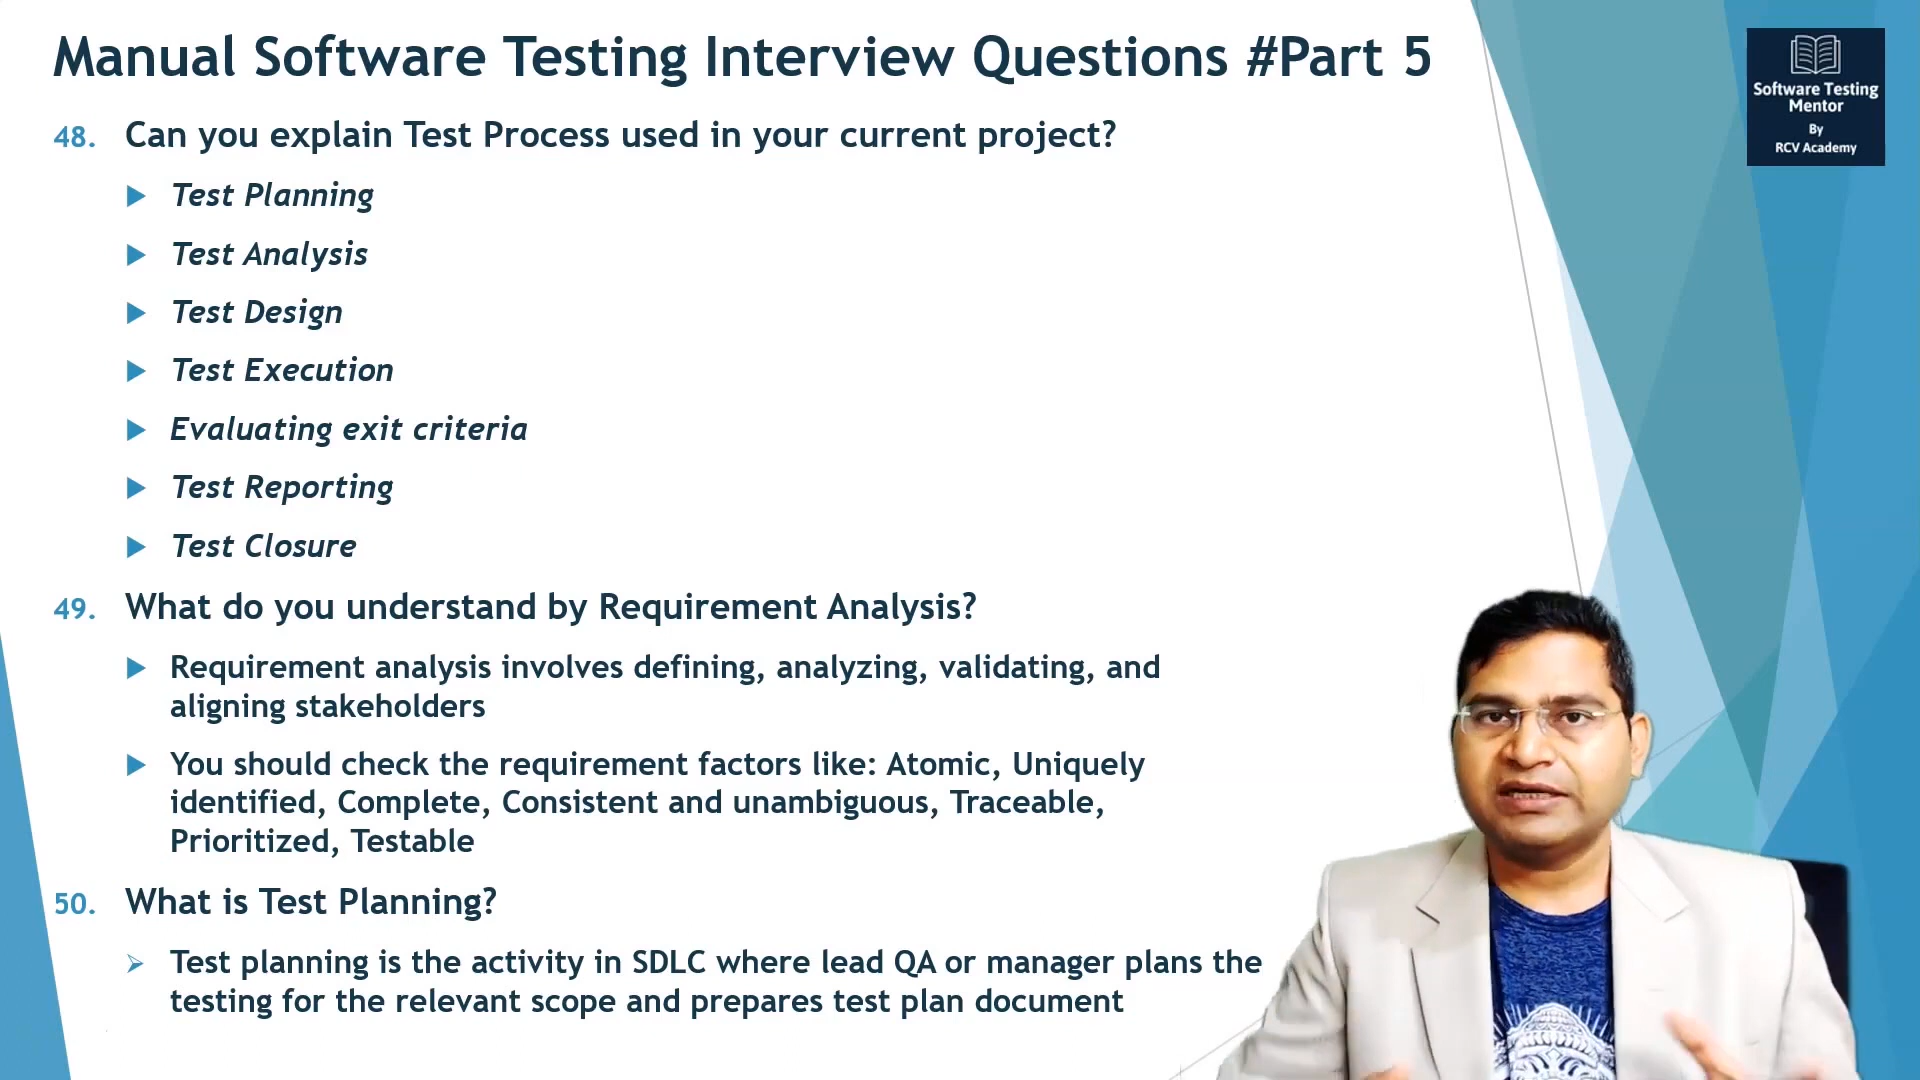 Manual Software Testing Interview Questions #Part 5
Software Testing
Mentor
By
RCV Academy
48. Can you explain Test Process used in your current project?
Test Planning
Test Analysis
Test Design
Test Execution
Evaluating exit criteria
Test Reporting
Test Closure
49. What do you understand by Requirement Analysis?
Requirement analysis involves defining, analyzing, validating, and
aligning stakeholders
You should check the requirement factors like: Atomic, Uniquely
identified, Complete, Consistent and unambiguous, Traceable,
Prioritized, Testable
50. What is Test Planning?
Test planning is the activity in SDLC where lead QA or manager plans the
testing for the relevant scope and prepares test plan document